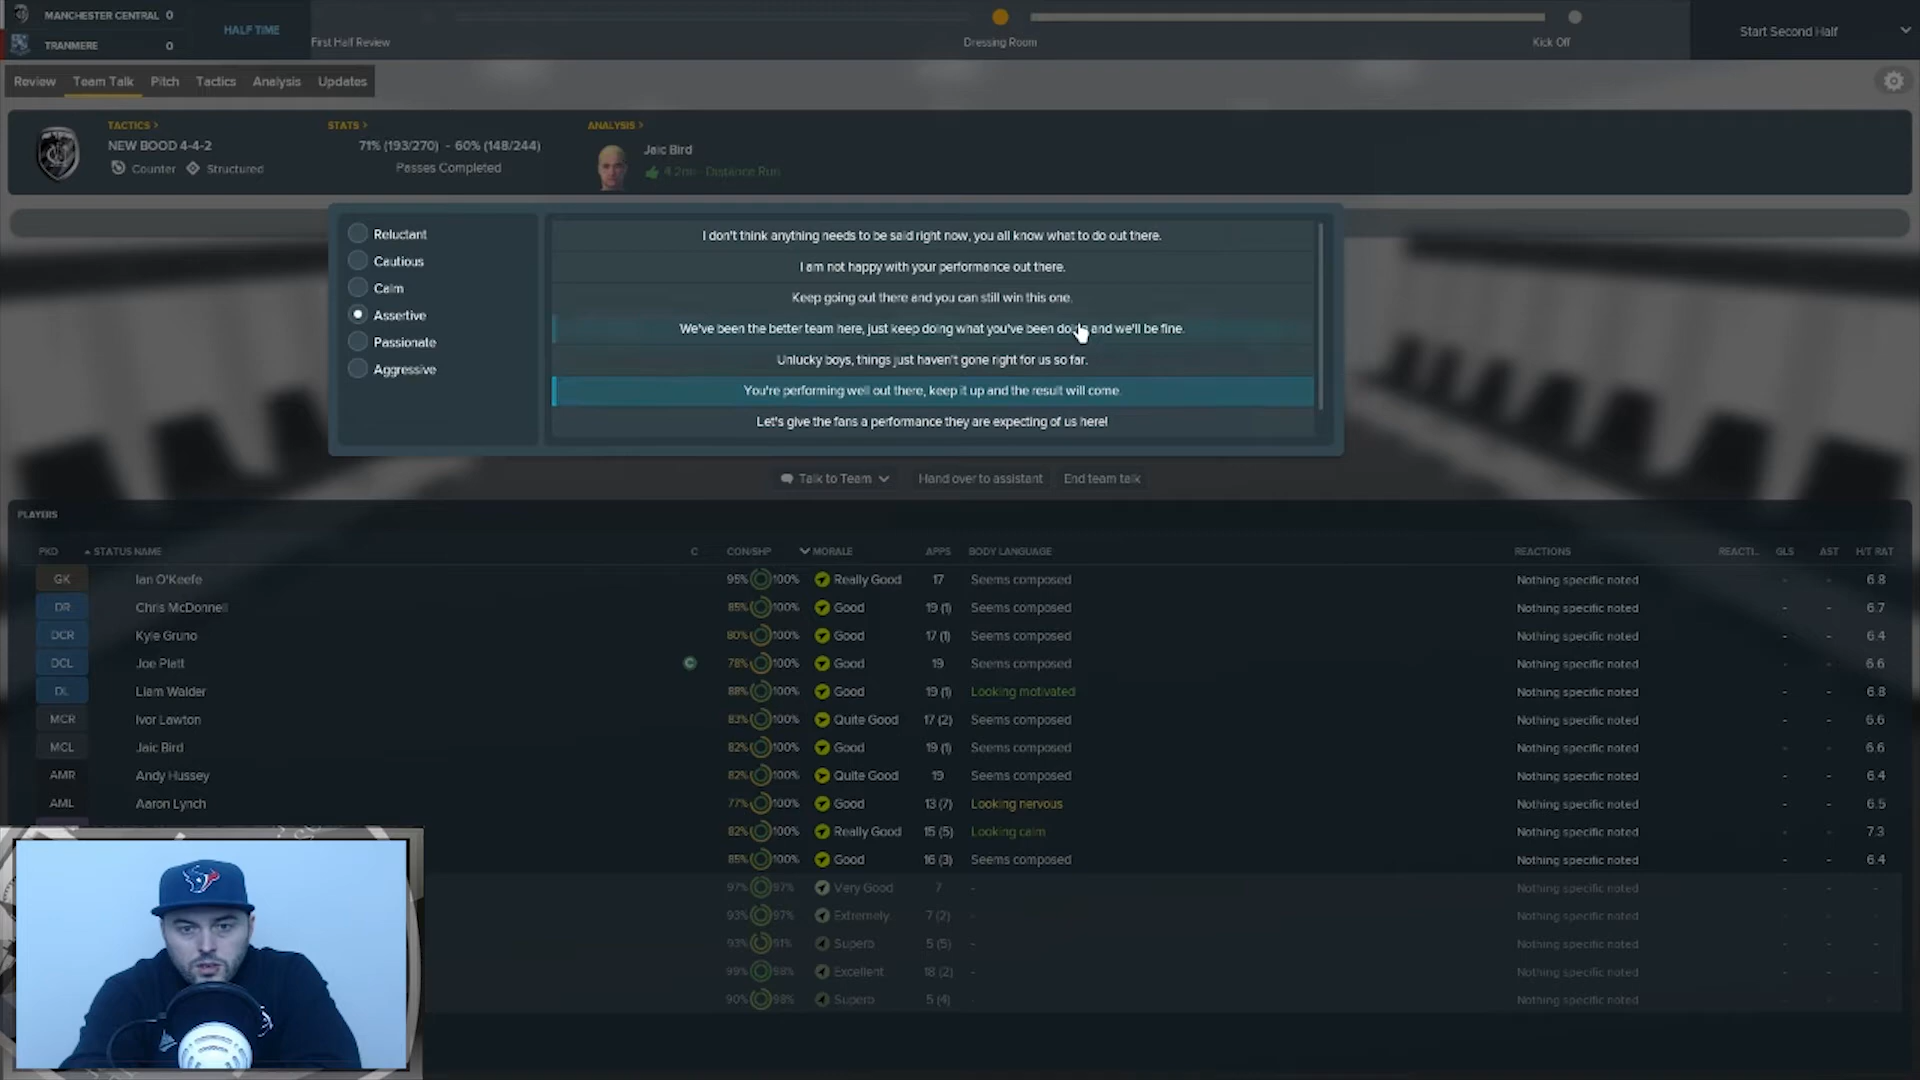 MANCHESTER CENTRAL 0
TRANMERE 0
HALF TIME
First Half Review
Dressing Room
Kick Off
Start Second Half
Review Team Talk Pitch Tactics Analysis Updates
TACTICS >
NEW BOOD 4-4-2
Counter Structured
STATS >
71% (193/270) - 60% (148/244)
Passes Completed
ANALYSIS >
Jaic Bird
4.2mi - Distance Run
Reluctant
Cautious
Calm
Assertive
Passionate
Aggressive
I don't think anything needs to be said right now, you all know what to do out there.
I am not happy with your performance out there.
Keep going out there and you can still win this one.
We've been the better team here, just keep doing what you've been doing and we'll be fine.
Unlucky boys, things just haven't gone right for us so far.
You're performing well out there, keep it up and the result will come.
Let's give the fans a performance they are expecting of us here!
Talk to Team Hand over to assistant End team talk
PLAYERS
PKD STATUS NAME C CON/SHP MORALE APPS BODY LANGUAGE REACTIONS REACTI... GLS AST H/T RAT
GK Ian O'Keefe 95% 100% Really Good 17 Seems composed Nothing specific noted - - 6.8
DR Chris McDonnell 85% 100% Good 19 (1) Seems composed Nothing specific noted - - 6.7
DCR Kyle Gruno 80% 100% Good 17 (1) Seems composed Nothing specific noted - - 6.4
DCL Joe Platt C 78% 100% Good 19 Seems composed Nothing specific noted - - 6.6
DL Liam Walder 88% 100% Good 19 (1) Looking motivated Nothing specific noted - - 6.8
MCR Ivor Lawton 83% 100% Quite Good 17 (2) Seems composed Nothing specific noted - - 6.6
MCL Jaic Bird 82% 100% Good 19 (1) Seems composed Nothing specific noted - - 6.6
AMR Andy Hussey 82% 100% Quite Good 19 Seems composed Nothing specific noted - - 6.4
AML Aaron Lynch 77% 100% Good 13 (7) Looking nervous Nothing specific noted - - 6.5
82% 100% Really Good 15 (5) Looking calm Nothing specific noted - - 7.3
85% 100% Good 16 (3) Seems composed Nothing specific noted - - 6.4
97% 97% Very Good 7 - Nothing specific noted - - -
93% 97% Extremely 7 (2) - Nothing specific noted - - -
93% 91% Superb 5 (5) - Nothing specific noted - - -
99% 98% Excellent 18 (2) - Nothing specific noted - - -
90% 98% Superb 5 (4) - Nothing specific noted - - -